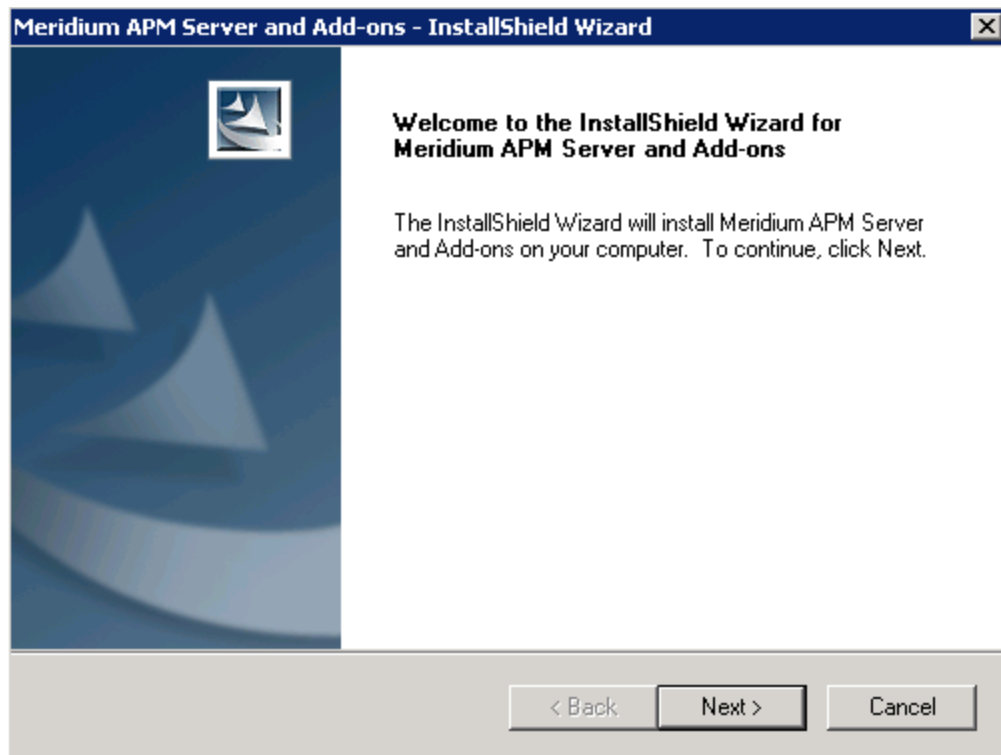 Meridium APM Server and Add-ons - InstallShield Wizard
Welcome to the InstallShield Wizard for
Meridium APM Server and Add-ons
The InstallShield Wizard will install Meridium APM Server
and Add-ons on your computer. To continue, click Next.
< Back
Next >
Cancel